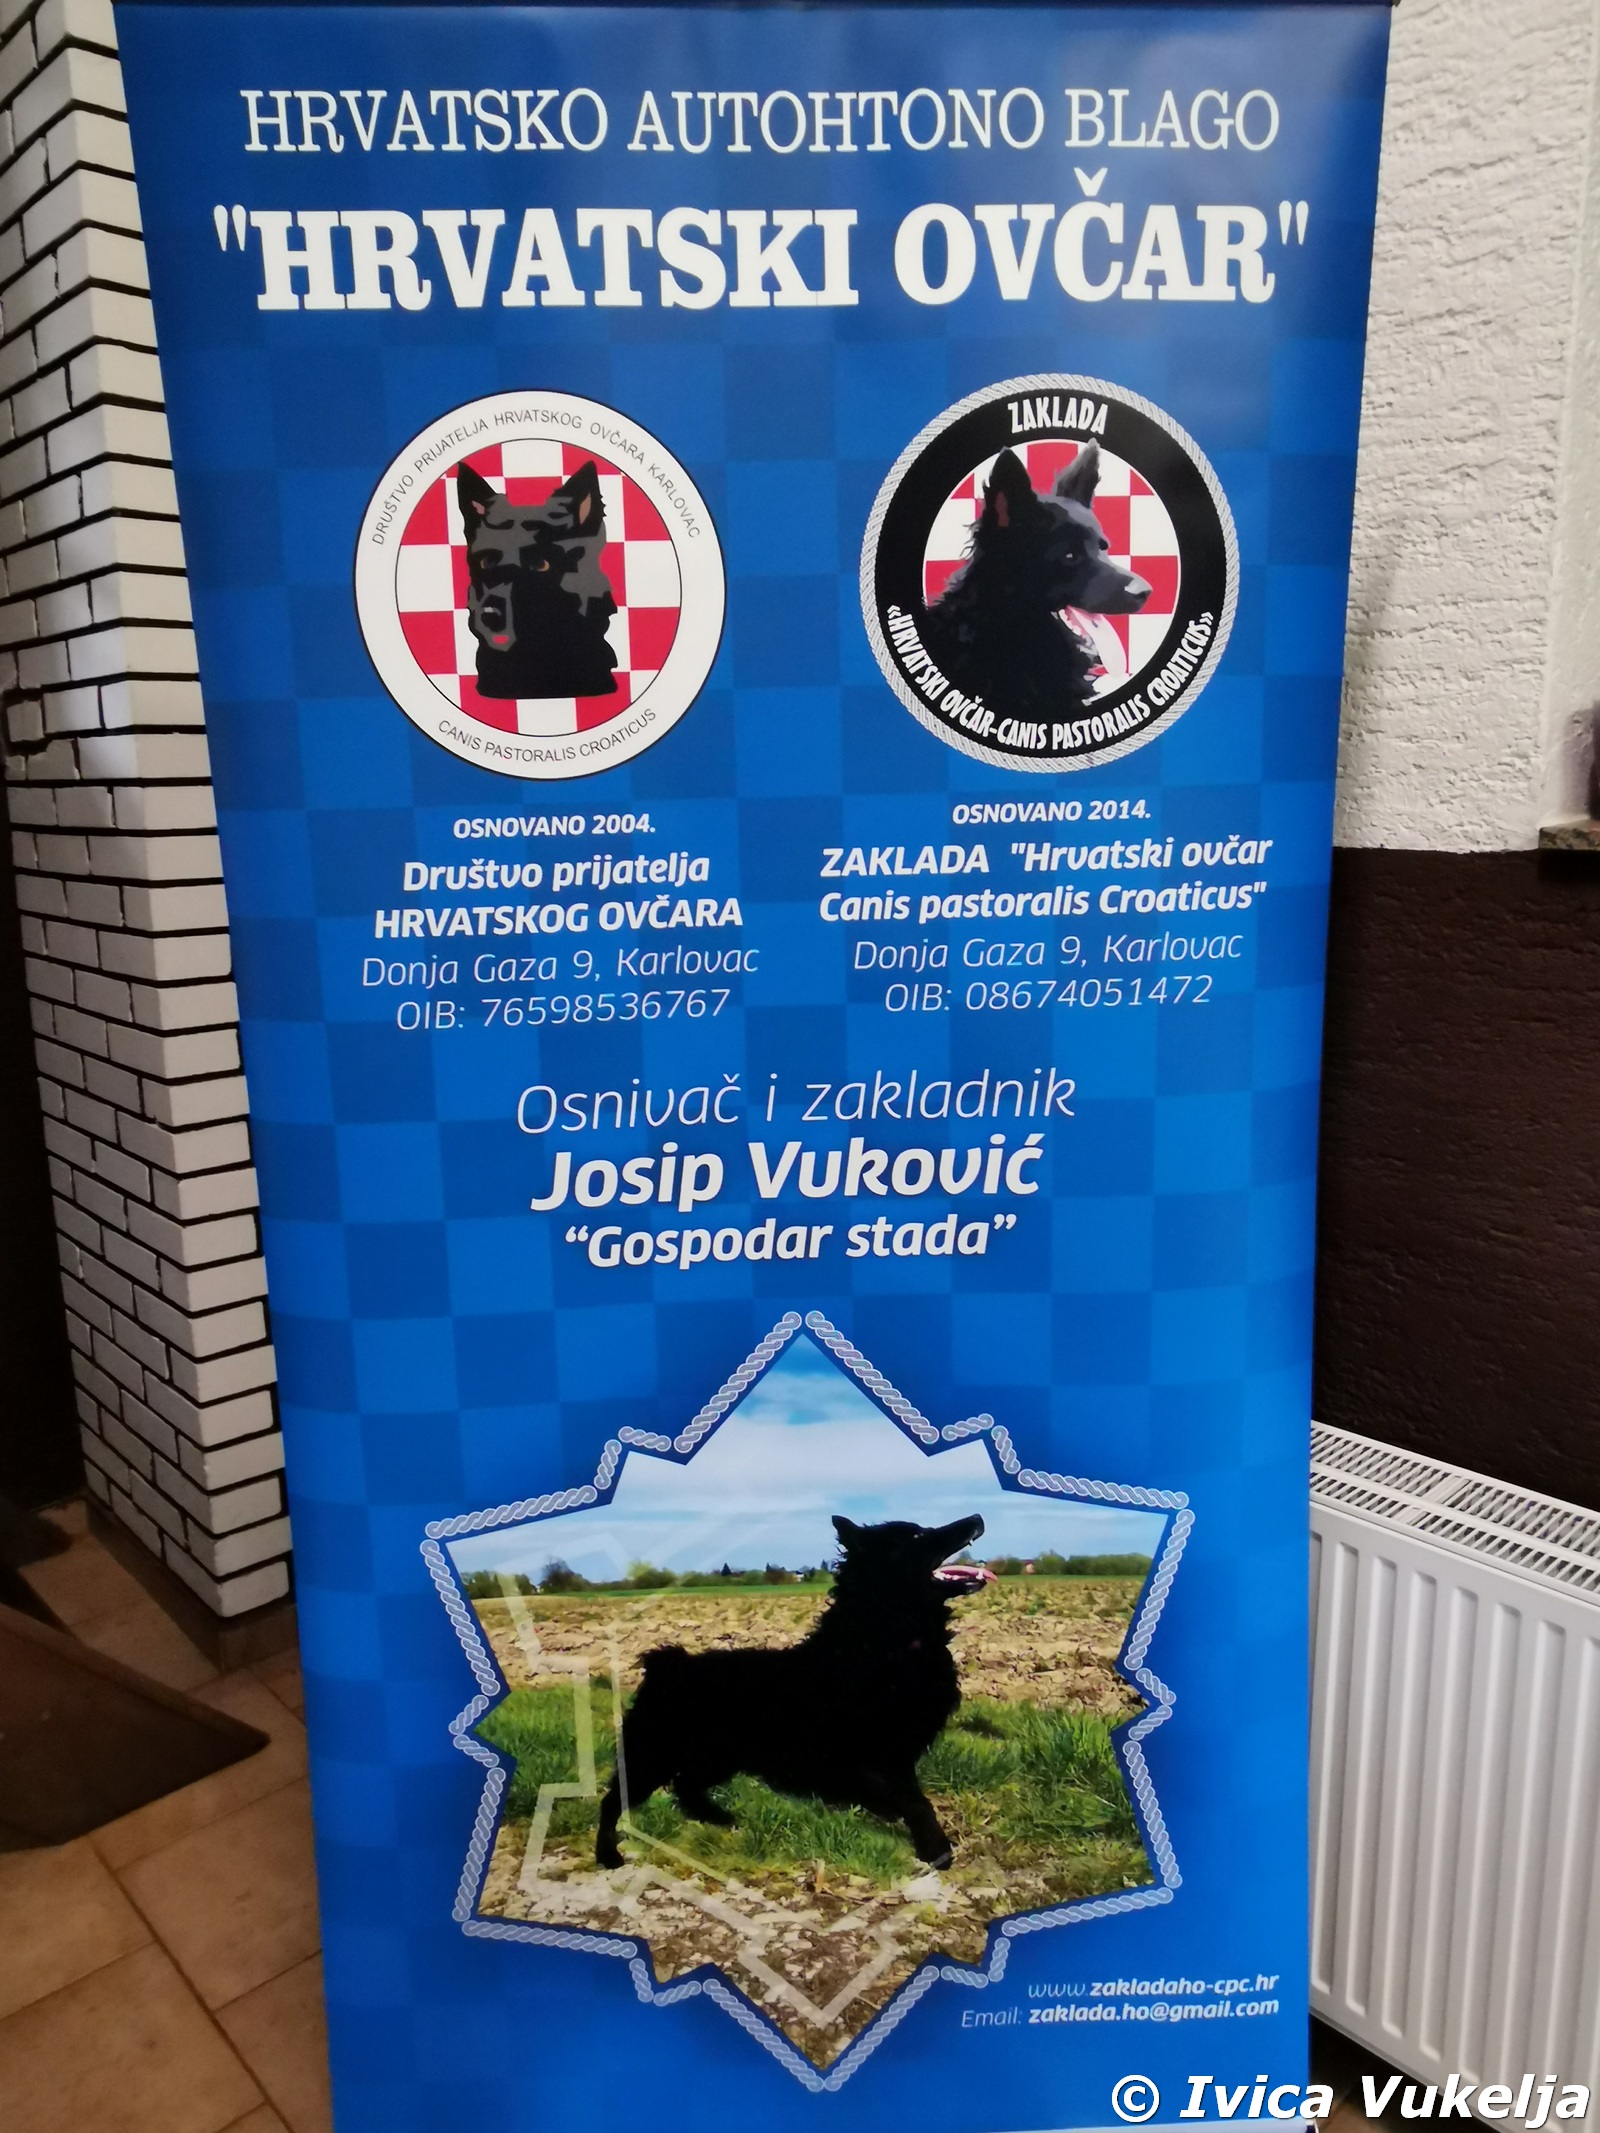 HRVATSKO AUTOHTONO BLAGO
"HRVATSKI OVČAR"
DRUŠTVO PRIJATELJA HRVATSKOG OVČARA KARLOVAC
CANIS PASTORALIS CROATICUS
ZAKLADA
«HRVATSKI OVČAR-CANIS PASTORALIS CROATICUS»
OSNOVANO 2004.
Društvo prijatelja
HRVATSKOG OVČARA
Donja Gaza 9, Karlovac
OIB: 76598536767
OSNOVANO 2014.
ZAKLADA "Hrvatski ovčar
Canis pastoralis Croaticus"
Donja Gaza 9, Karlovac
OIB: 08674051472
Osnivač i zakladnik
Josip Vuković
“Gospodar stada”
www.zakladaho-cpc.hr
Email: zaklada.ho@gmail.com
© Ivica Vukelja